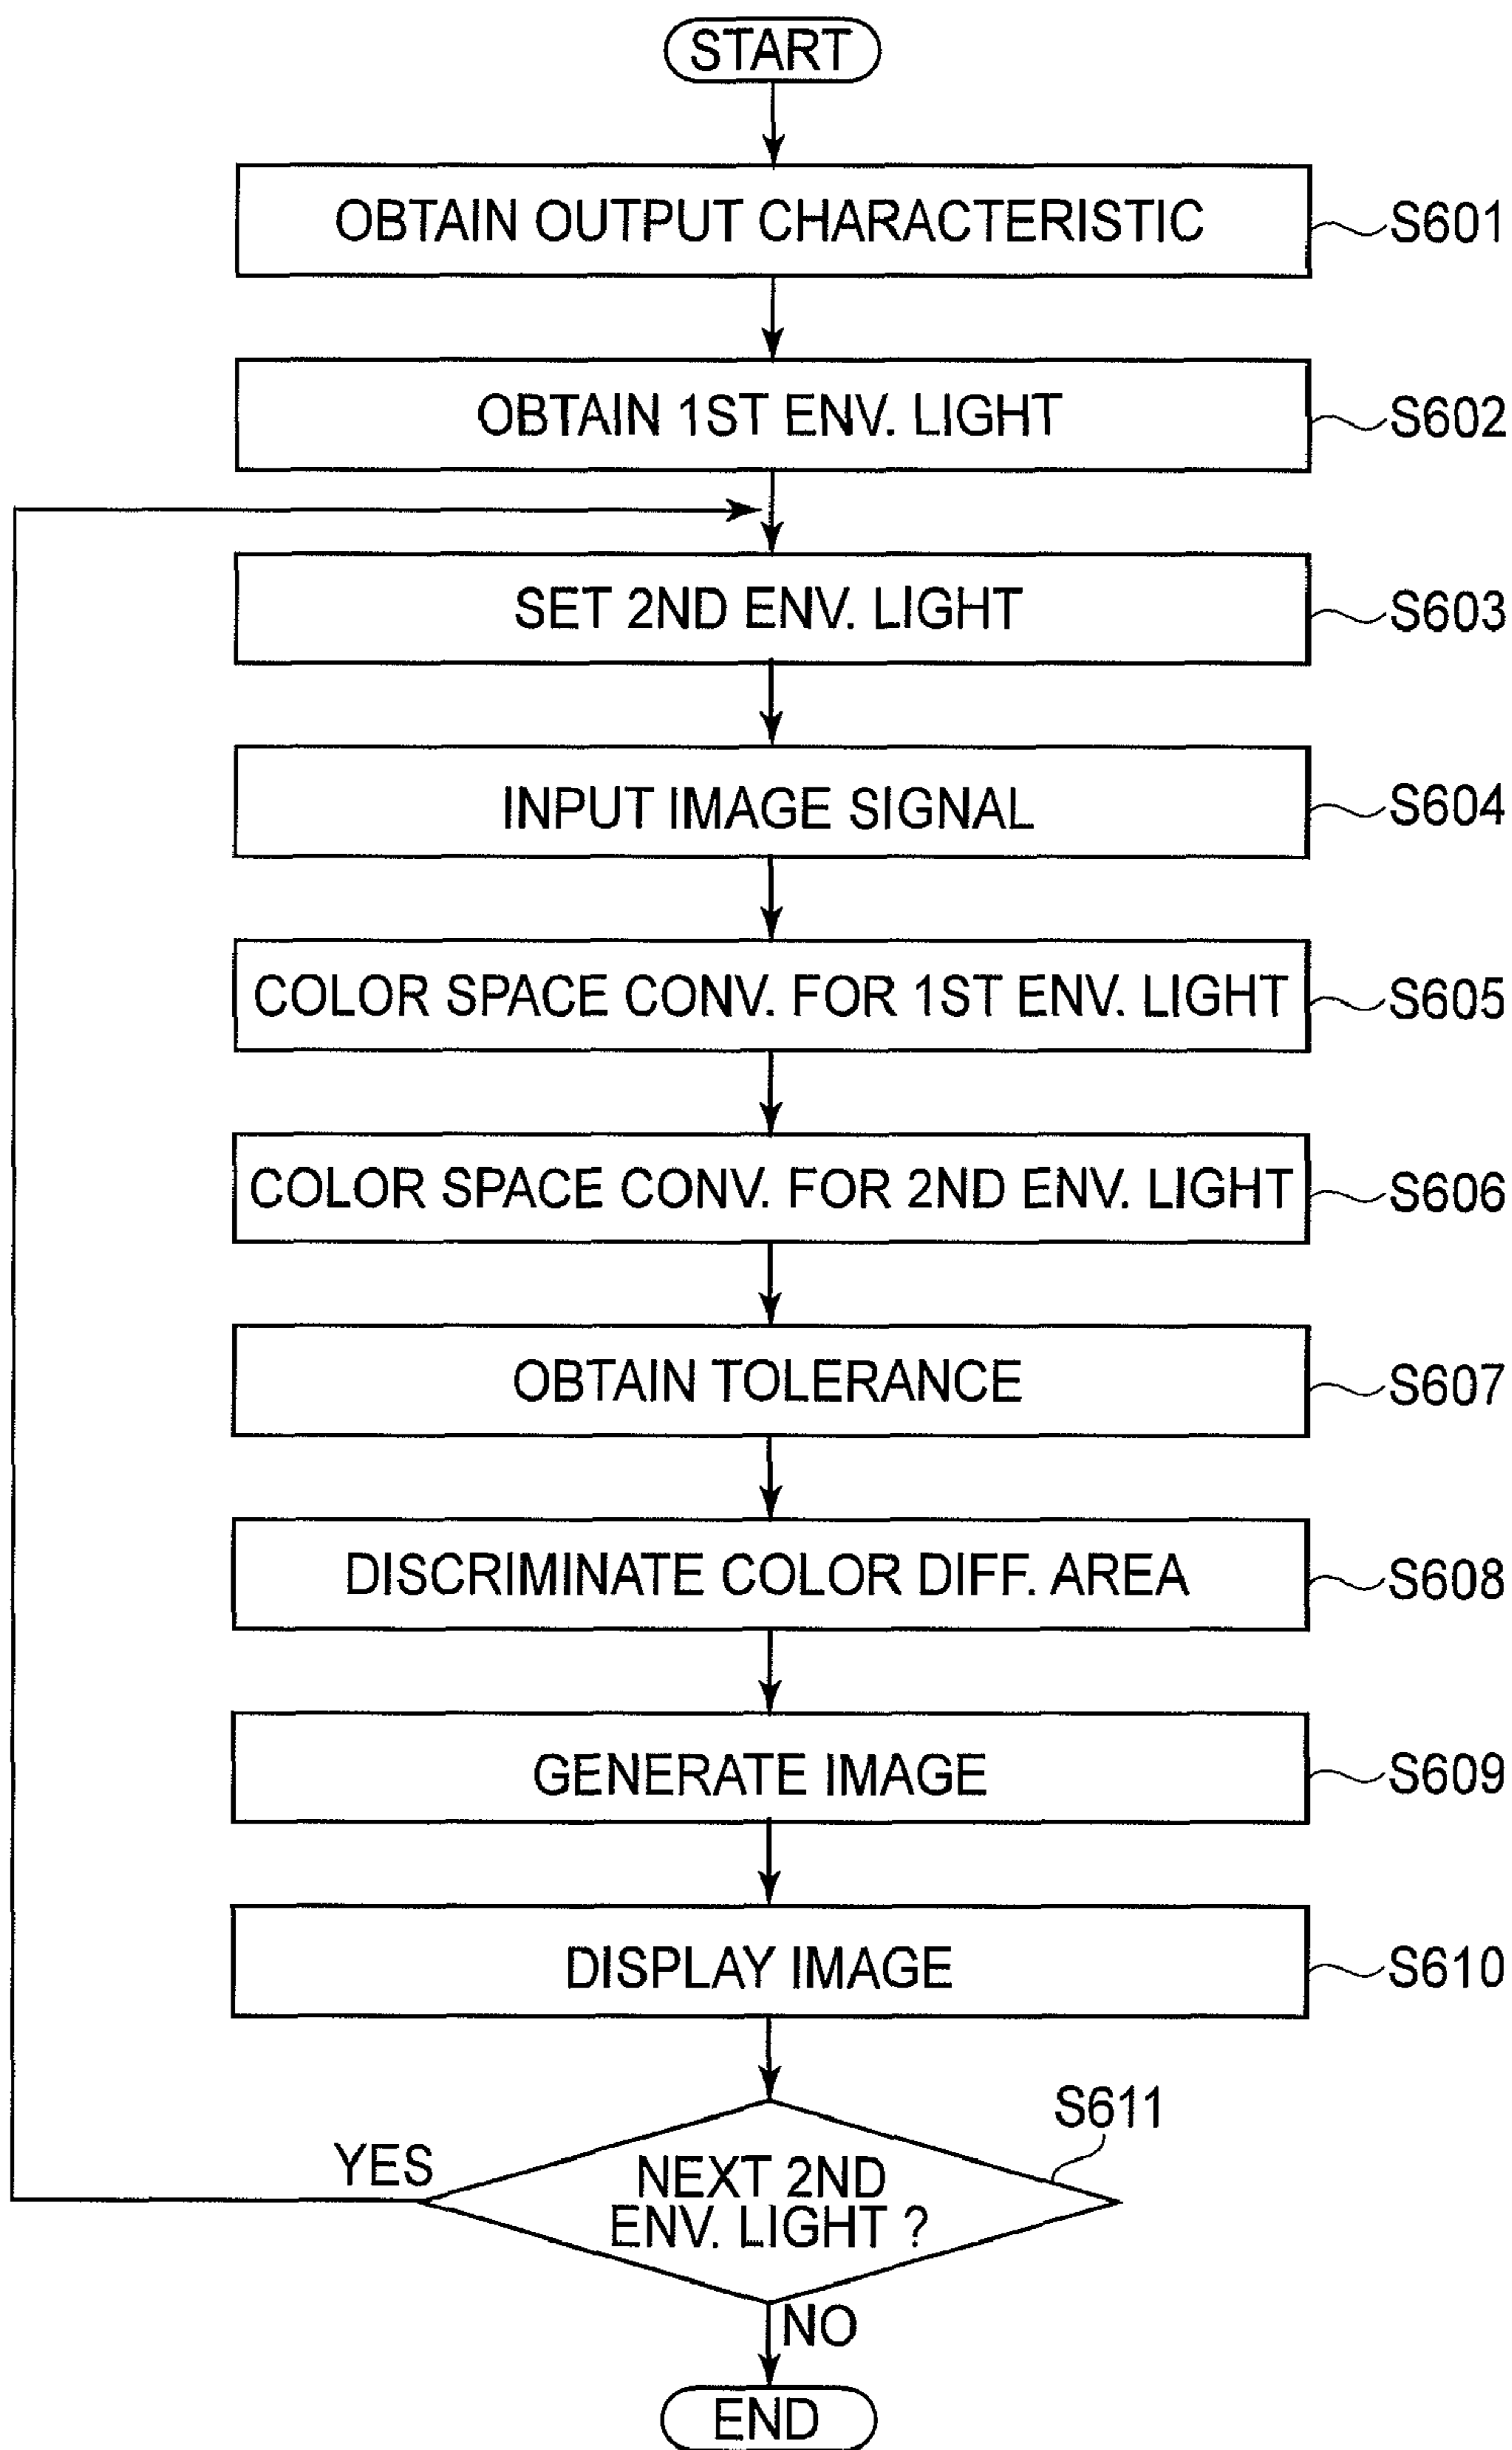 START
OBTAIN OUTPUT CHARACTERISTIC
S601
OBTAIN 1ST ENV. LIGHT
S602
SET 2ND ENV. LIGHT
S603
INPUT IMAGE SIGNAL
S604
COLOR SPACE CONV. FOR 1ST ENV. LIGHT
S605
COLOR SPACE CONV. FOR 2ND ENV. LIGHT
S606
OBTAIN TOLERANCE
S607
DISCRIMINATE COLOR DIFF. AREA
S608
GENERATE IMAGE
S609
DISPLAY IMAGE
S610
S611
YES
NEXT 2ND
ENV. LIGHT ?
NO
END